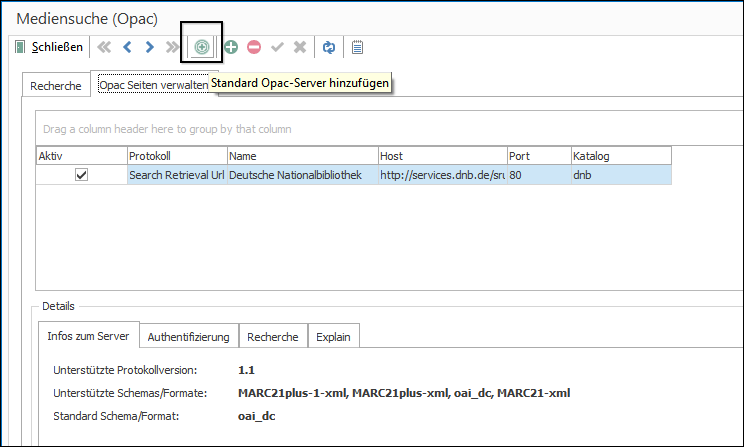 Mediensuche (Opac)
Schließen
Recherche Opac Seiten verwalten Standard Opac-Server hinzufügen
Drag a column header here to group by that column
Aktiv Protokoll Name Host Port Katalog
Search Retrieval Url Deutsche Nationalbibliothek http://services.dnb.de/sru 80 dnb
Details
Infos zum Server Authentifizierung Recherche Explain
Unterstützte Protokollversion: 1.1
Unterstützte Schemas/Formate: MARC21plus-1-xml, MARC21plus-xml, oai_dc, MARC21-xml
Standard Schema/Format: oai_dc